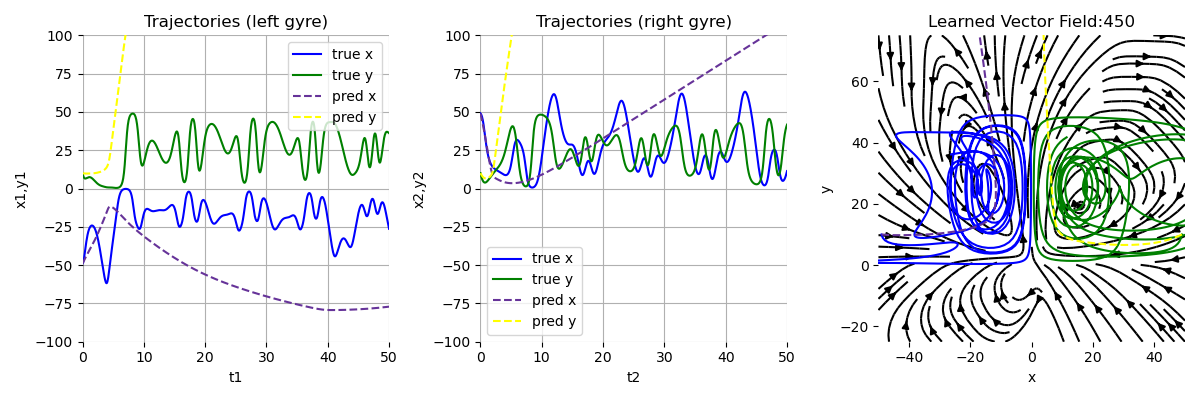 Trajectories (left gyre)
100
75
50
25
0
−25
−50
−75
−100
x1,y1
0 10 20 30 40 50
t1
true x
true y
pred x
pred y
Trajectories (right gyre)
100
75
50
25
0
−25
−50
−75
−100
x2,y2
0 10 20 30 40 50
t2
true x
true y
pred x
pred y
Learned Vector Field:450
60
40
20
0
−20
y
−40 −20 0 20 40
x